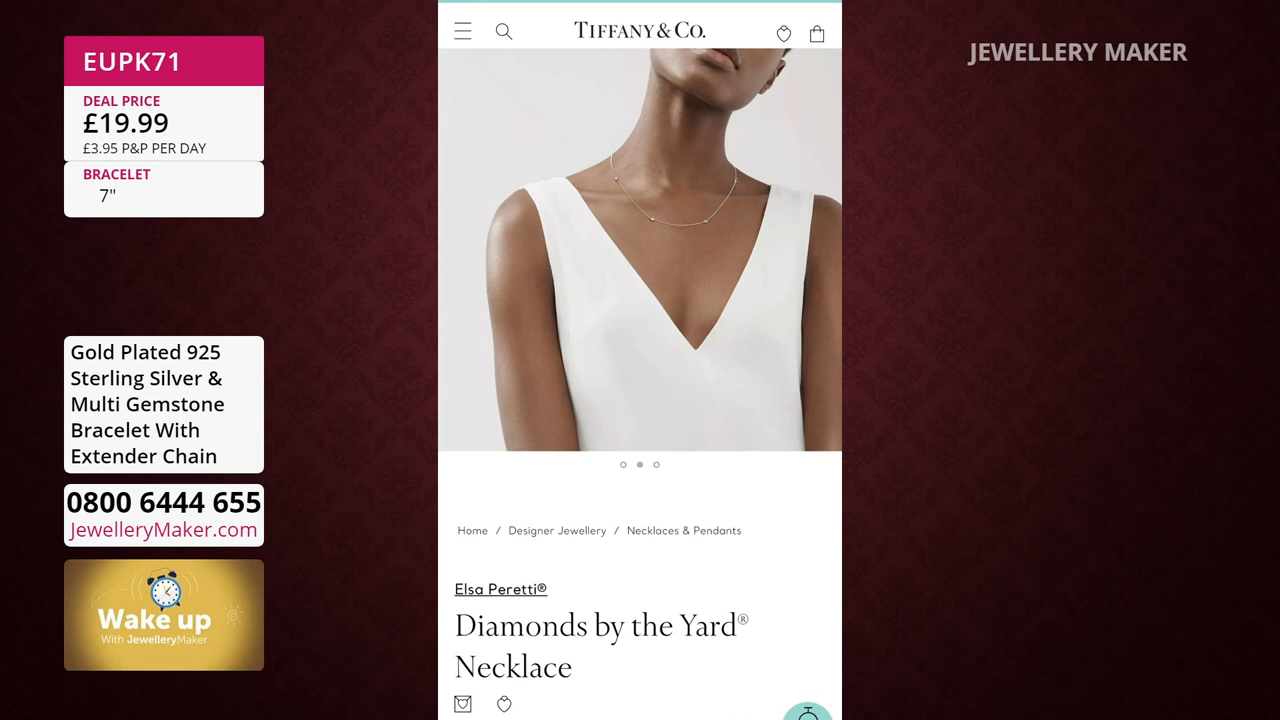 EUPK71
DEAL PRICE
£19.99
£3.95 P&P PER DAY
BRACELET
7"
Gold Plated 925
Sterling Silver &
Multi Gemstone
Bracelet With
Extender Chain
0800 6444 655
JewelleryMaker.com
Wake up
With JewelleryMaker
TIFFANY & CO.
Home / Designer Jewellery / Necklaces & Pendants
Elsa Peretti®
Diamonds by the Yard®
Necklace
JEWELLERY MAKER